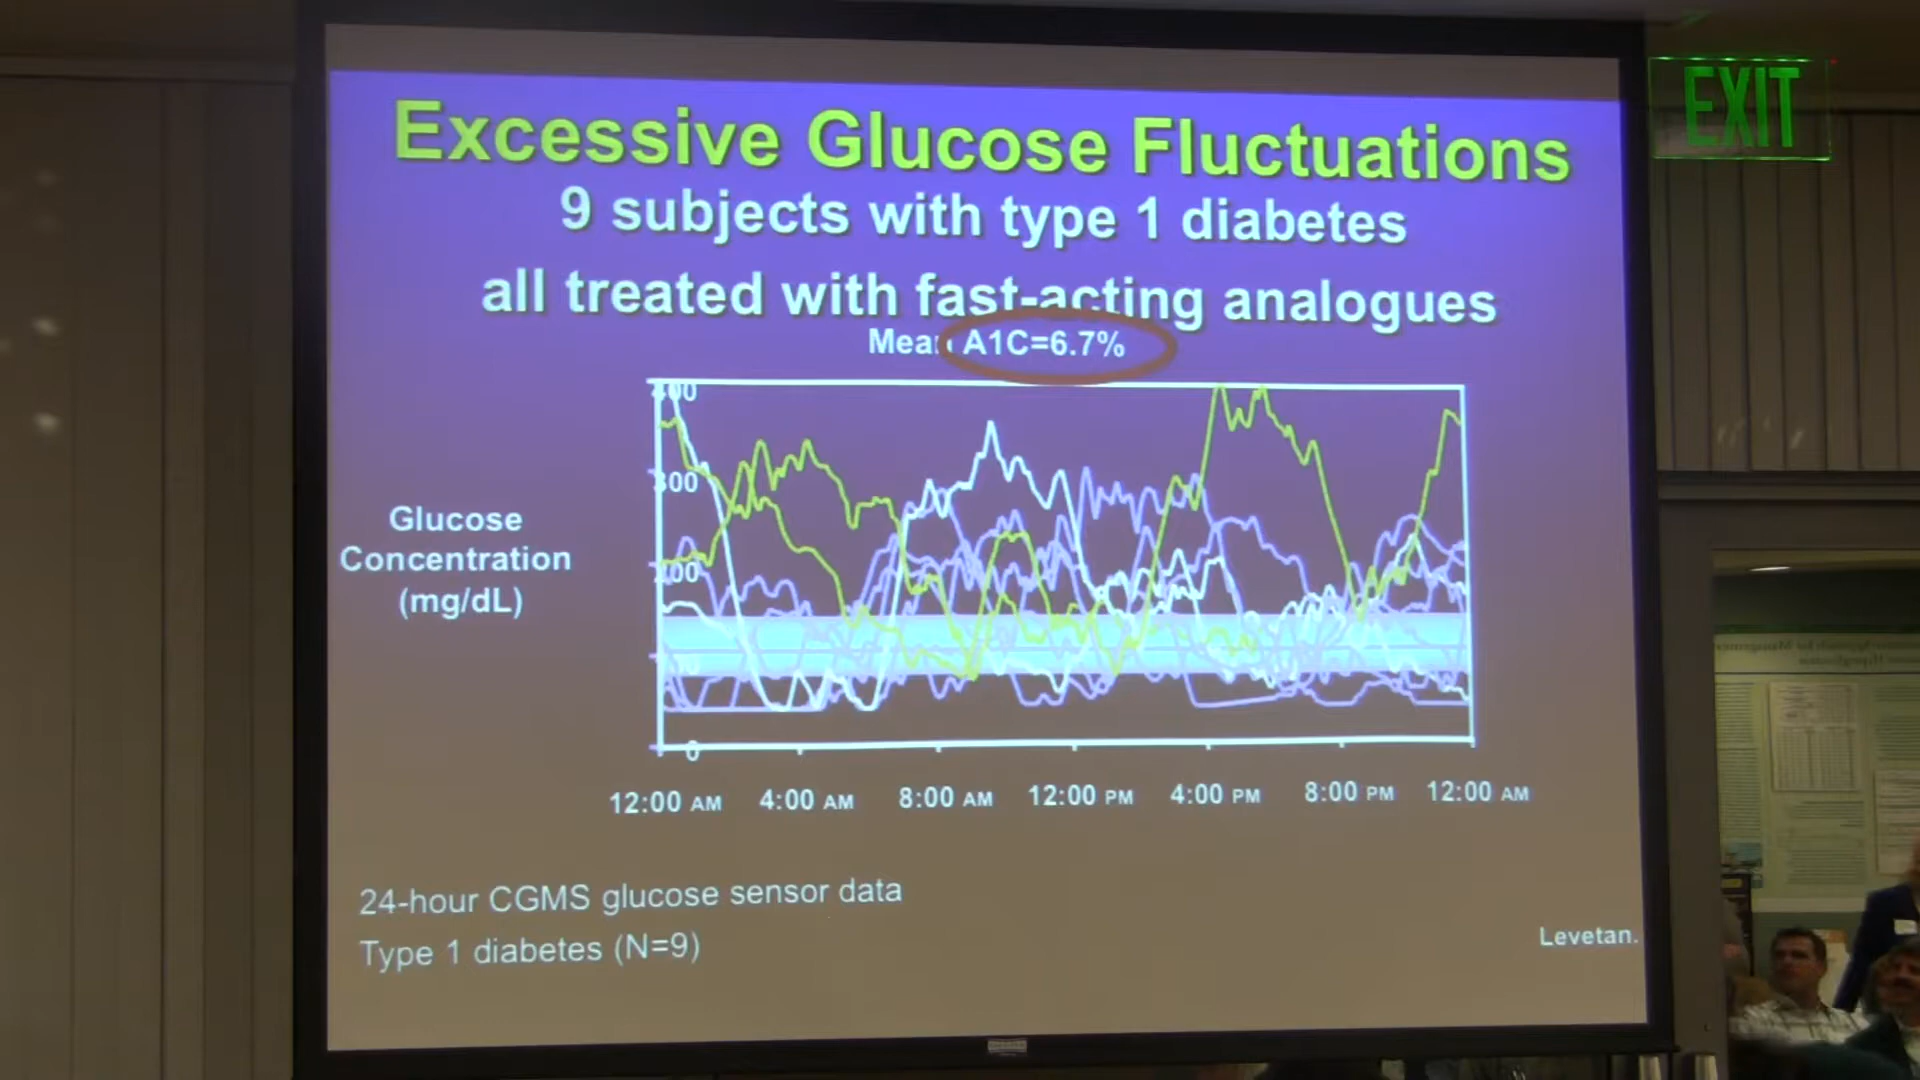 EXIT
Excessive Glucose Fluctuations
9 subjects with type 1 diabetes
all treated with fast-acting analogues
Mean A1C=6.7%
400
300
200
0
Glucose
Concentration
(mg/dL)
12:00 AM 4:00 AM 8:00 AM 12:00 PM 4:00 PM 8:00 PM 12:00 AM
24-hour CGMS glucose sensor data
Type 1 diabetes (N=9)
Levetan.